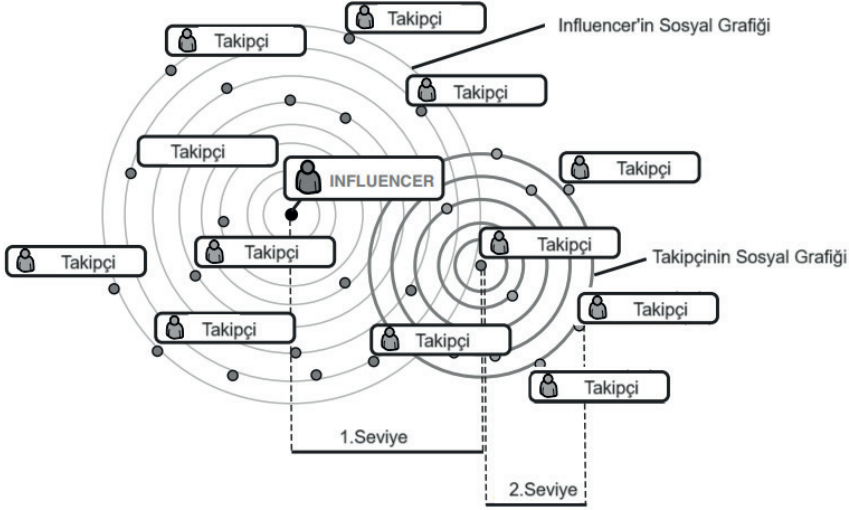 Takipçi
Influencer'in Sosyal Grafiği
Takipçi
Takipçi
Takipçi
Takipçi
INFLUENCER
Takipçi
Takipçi
Takipçi
Takipçinin Sosyal Grafiği
Takipçi
Takipçi
Takipçi
Takipçi
Takipçi
1.Seviye
2.Seviye